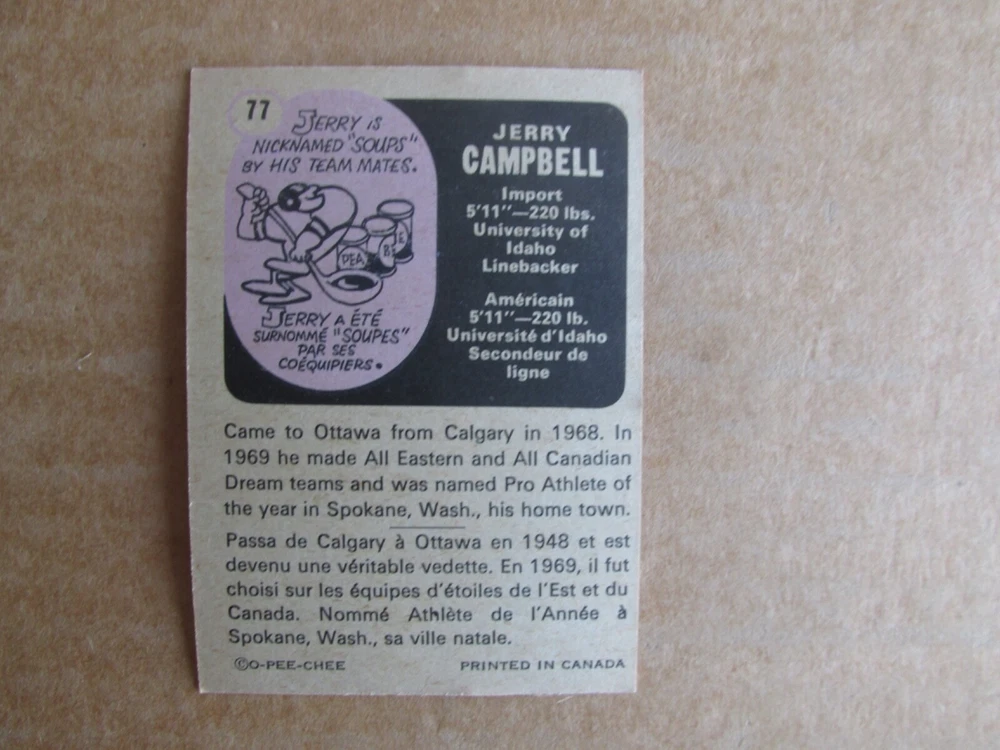 77
JERRY IS
NICKNAMED "SOUPS"
BY HIS TEAM MATES.
PEA
BE
E
JERRY A ÉTÉ
SURNOMMÉ "SOUPES"
PAR SES
COÉQUIPIERS.
JERRY
CAMPBELL
Import
5'11"—220 lbs.
University of
Idaho
Linebacker
Américain
5'11"—220 lb.
Université d'Idaho
Secondeur de
ligne
Came to Ottawa from Calgary in 1968. In
1969 he made All Eastern and All Canadian
Dream teams and was named Pro Athlete of
the year in Spokane, Wash., his home town.
Passa de Calgary à Ottawa en 1948 et est
devenu une véritable vedette. En 1969, il fut
choisi sur les équipes d'étoiles de l'Est et du
Canada. Nommé Athlète de l'Année à
Spokane, Wash., sa ville natale.
©O-PEE-CHEE PRINTED IN CANADA